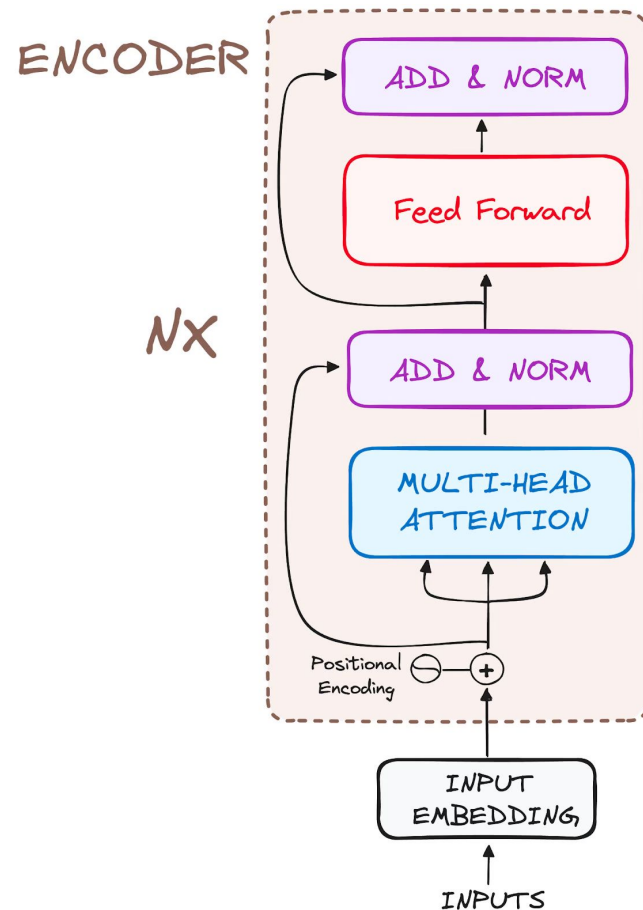 ENCODER
ADD & NORM
Feed Forward
NX
ADD & NORM
MULTI-HEAD
ATTENTION
Positional
Encoding
+
INPUT
EMBEDDING
INPUTS